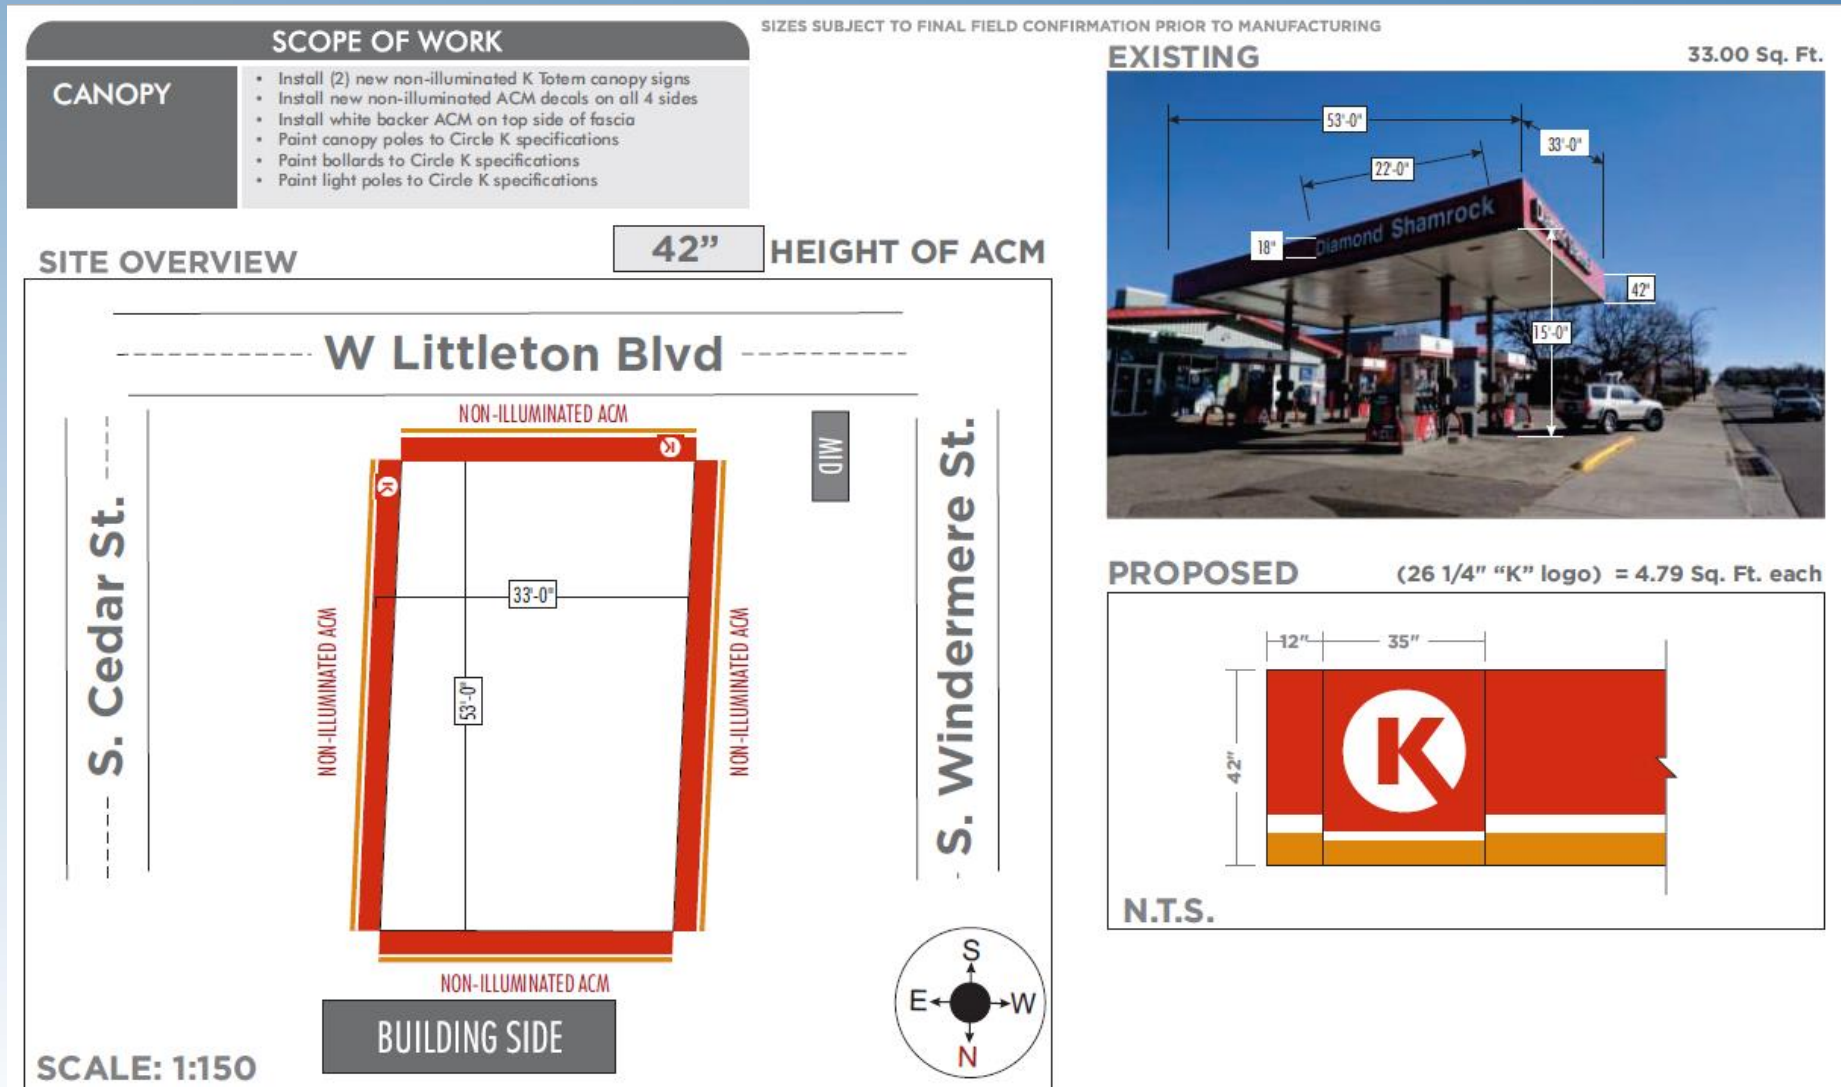 SIZES SUBJECT TO FINAL FIELD CONFIRMATION PRIOR TO MANUFACTURING
SCOPE OF WORK
CANOPY
• Install (2) new non-illuminated K Totem canopy signs
• Install new non-illuminated ACM decals on all 4 sides
• Install white backer ACM on top side of fascia
• Paint canopy poles to Circle K specifications
• Paint bollards to Circle K specifications
• Paint light poles to Circle K specifications
SITE OVERVIEW
42” HEIGHT OF ACM
W Littleton Blvd
NON-ILLUMINATED ACM
K
K
MID
S. Cedar St.
NON-ILLUMINATED ACM
33'-0"
53'-0"
NON-ILLUMINATED ACM
S. Windermere St.
NON-ILLUMINATED ACM
BUILDING SIDE
S
E
W
N
SCALE: 1:150
EXISTING
33.00 Sq. Ft.
53'-0"
33'-0"
22'-0"
18"
Diamond Shamrock
42"
15'-0"
PROPOSED
(26 1/4" “K” logo) = 4.79 Sq. Ft. each
12"
35"
42"
K
N.T.S.